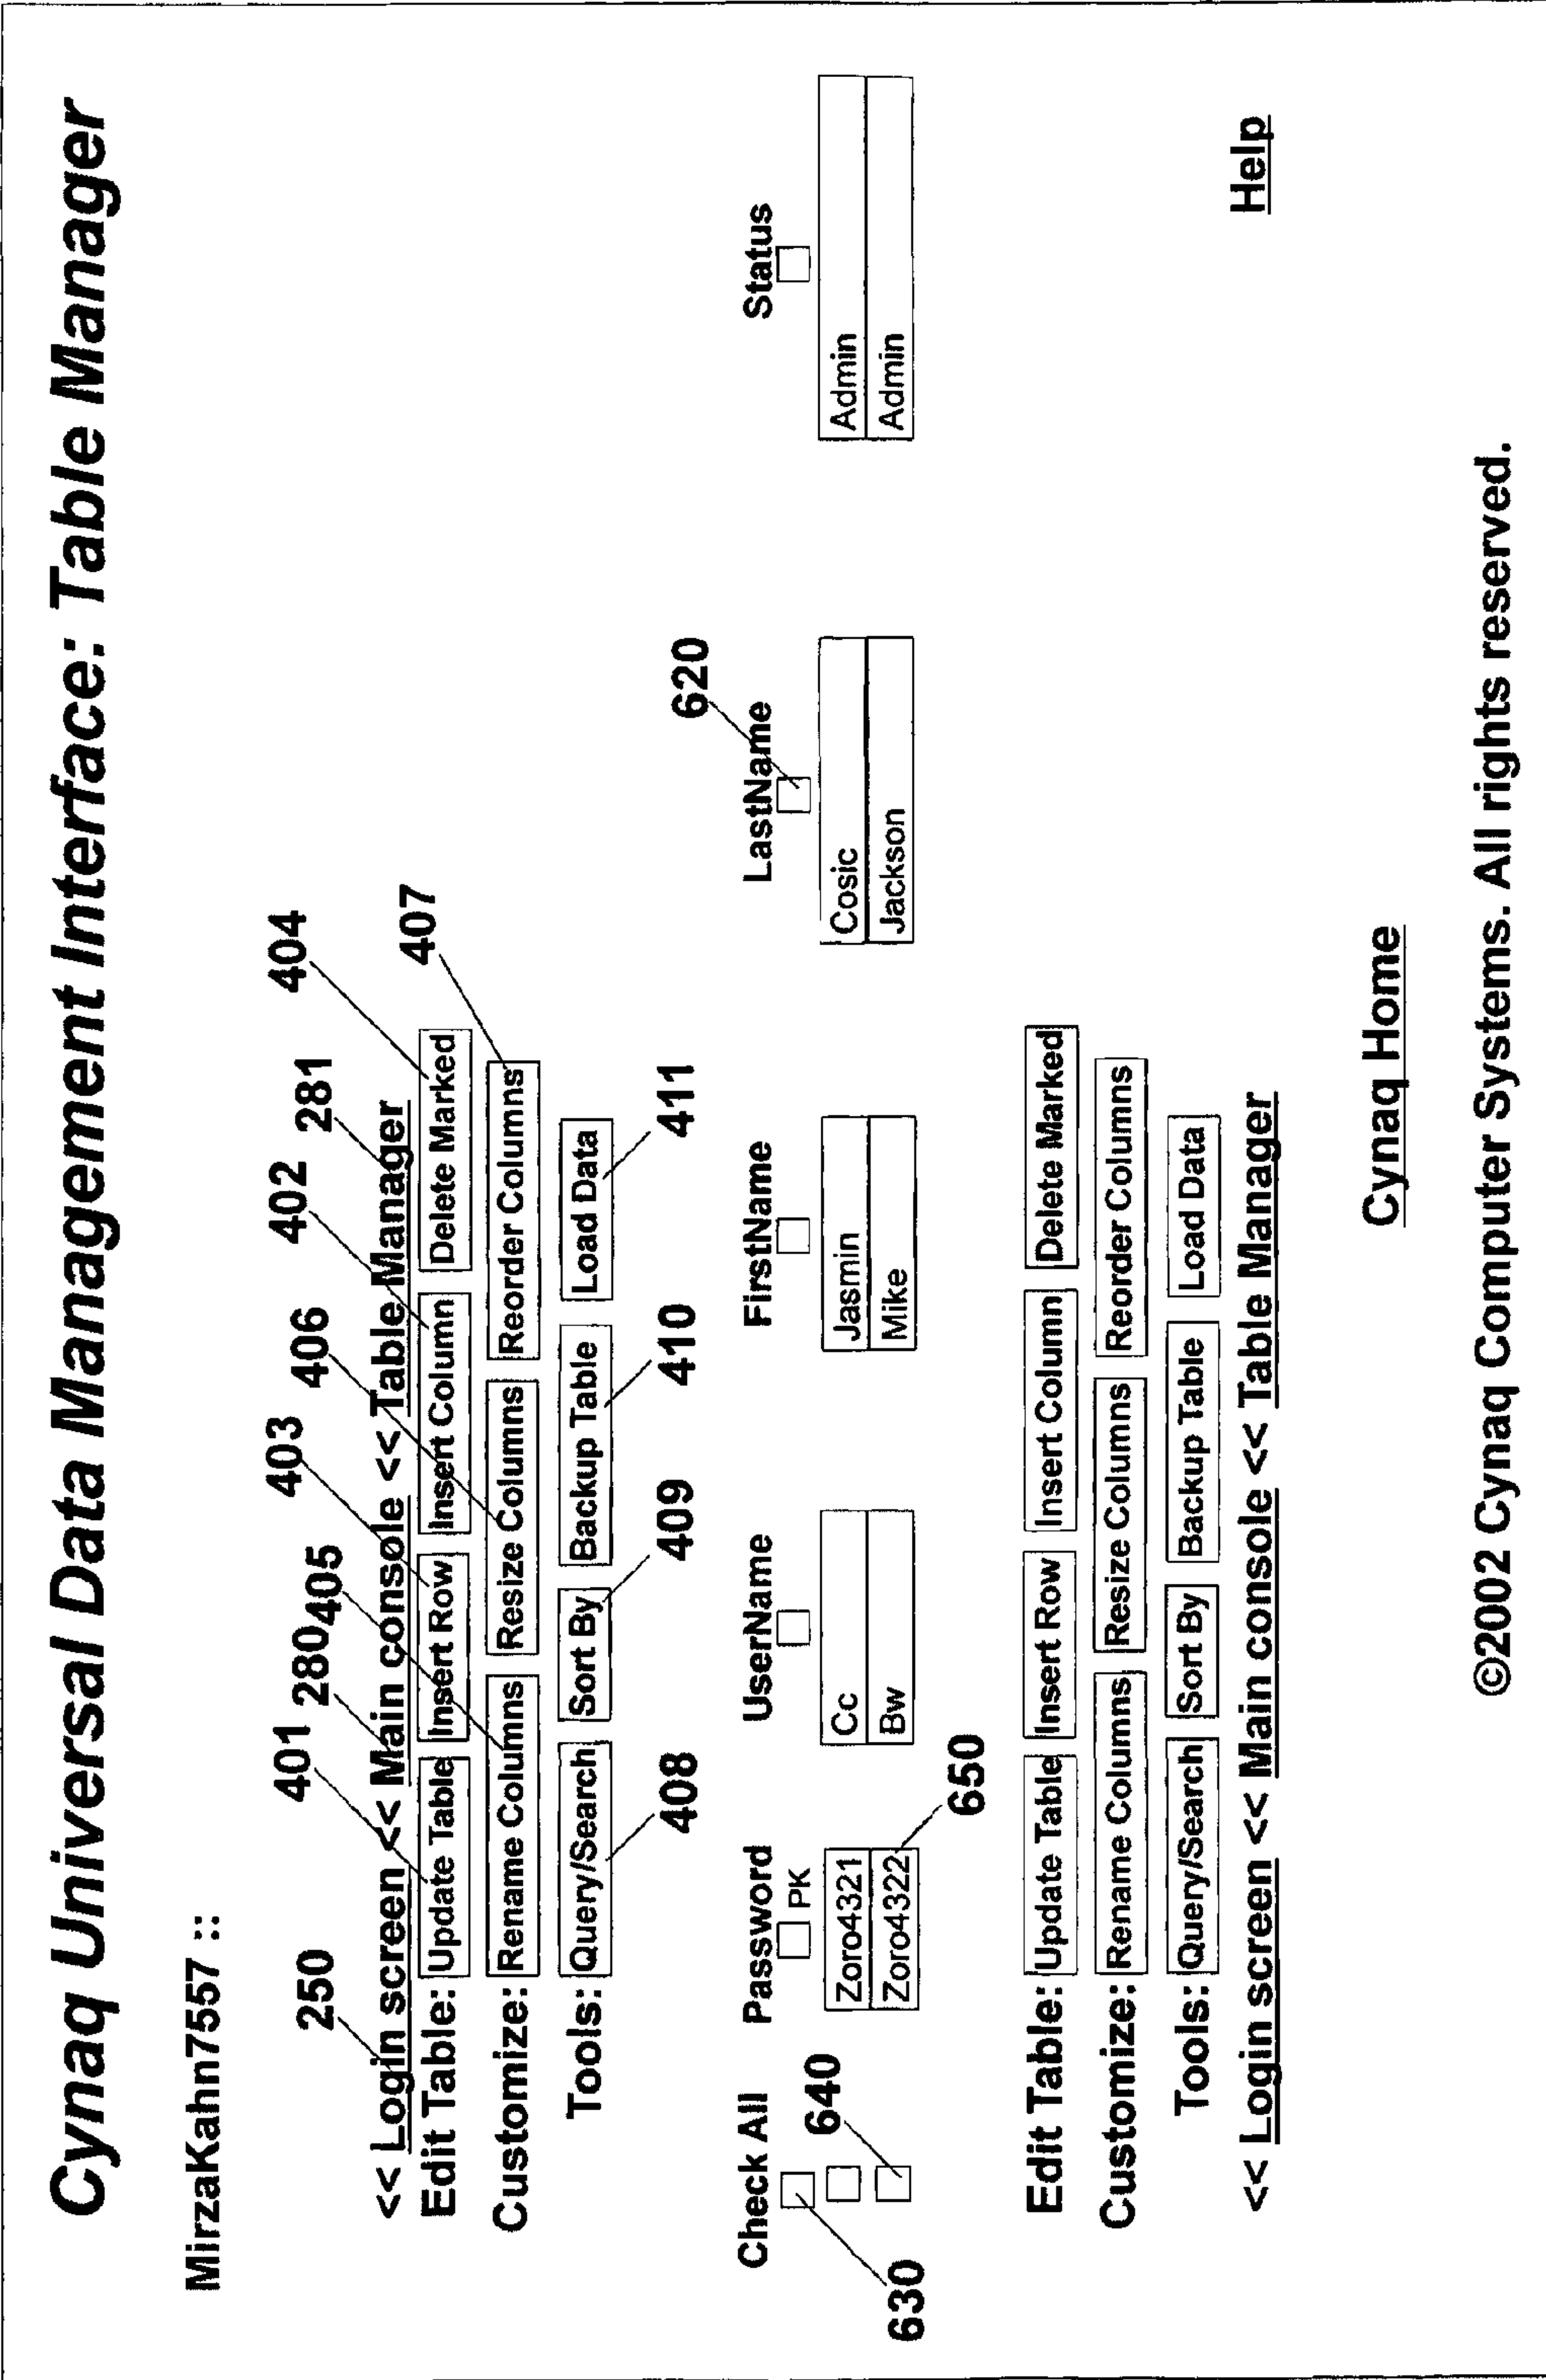 Cynaq Universal Data Management Interface: Table Manager
MirzaKahn7557 ::
250 401 280 405 403 406 402 281 404 407
<< Login screen << Main console << Table Manager
Edit Table: Update Table Insert Row Insert Column Delete Marked
Customize: Rename Columns Resize Columns Reorder Columns
Tools: Query/Search Sort By Backup Table Load Data
408 409 410 411 620
Check All Password UserName FirstName LastName Status
PK
Zoro4321 Cc Jasmin Cosic Admin
Zoro4322 Bw Mike Jackson Admin
630 640 650
Edit Table: Update Table Insert Row Insert Column Delete Marked
Customize: Rename Columns Resize Columns Reorder Columns
Tools: Query/Search Sort By Backup Table Load Data
<< Login screen << Main console << Table Manager Help
Cynaq Home
©2002 Cynaq Computer Systems. All rights reserved.